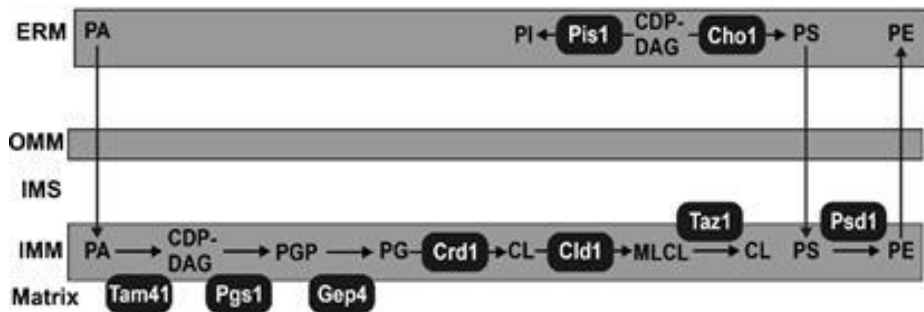 ERM PA PI Pis1 CDP-DAG Cho1 PS PE
OMM
IMS
IMM PA CDP-DAG PGP PG Crd1 CL Cld1 MLCL Taz1 CL PS Psd1 PE
Matrix Tam41 Pgs1 Gep4